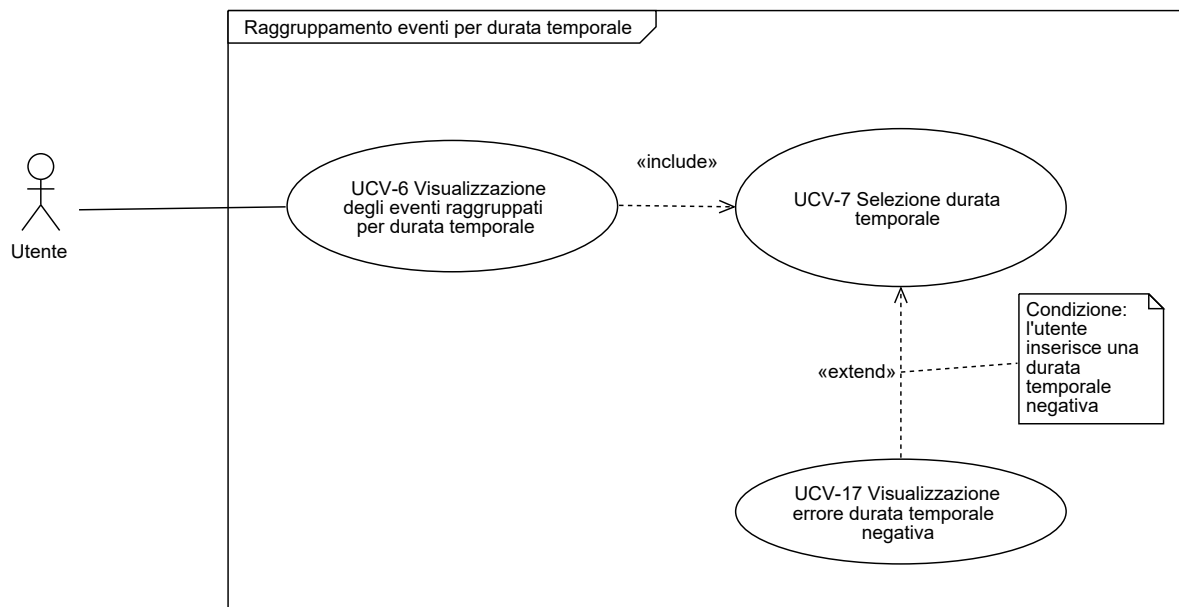 Raggruppamento eventi per durata temporale
«include»
UCV-6 Visualizzazione
degli eventi raggruppati
per durata temporale
UCV-7 Selezione durata
temporale
Utente
Condizione:
l'utente
inserisce una
durata
temporale
negativa
«extend»
UCV-17 Visualizzazione
errore durata temporale
negativa